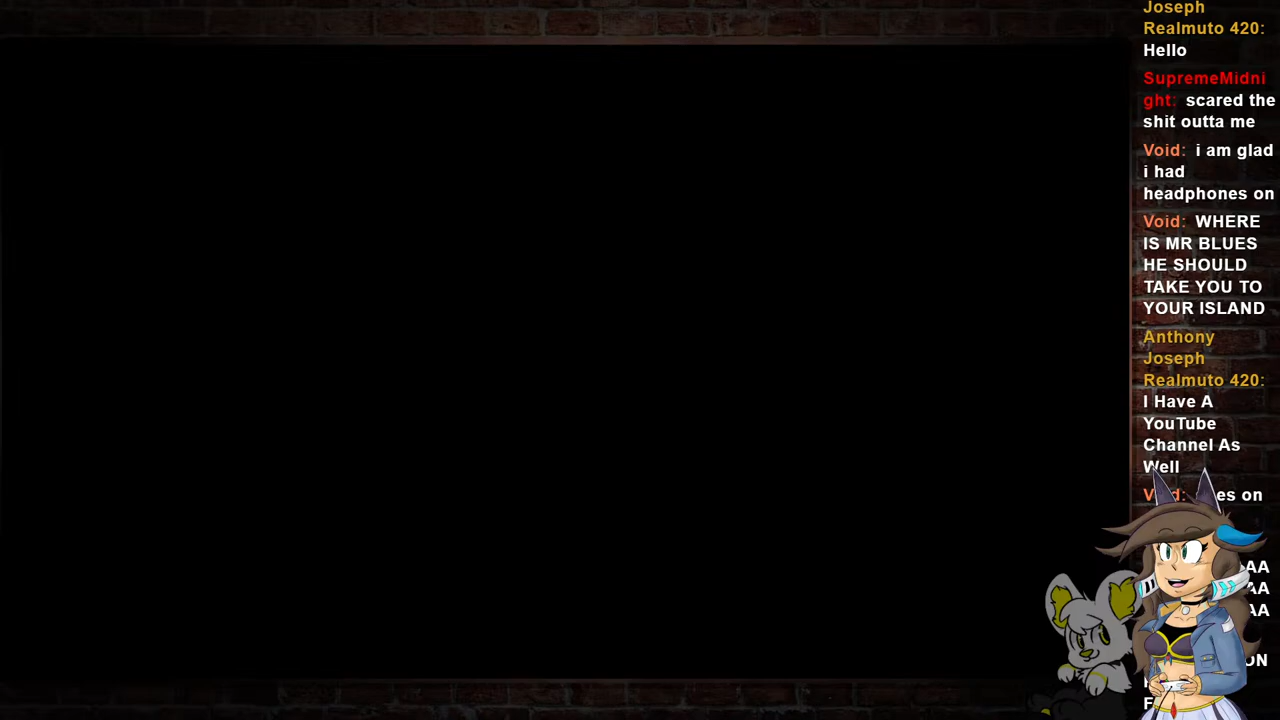 Joseph
Realmuto 420:
Hello
SupremeMidni
ght: scared the
shit outta me
Void: i am glad
i had
headphones on
Void: WHERE
IS MR BLUES
HE SHOULD
TAKE YOU TO
YOUR ISLAND
Anthony
Joseph
Realmuto 420:
I Have A
YouTube
Channel As
Well
on